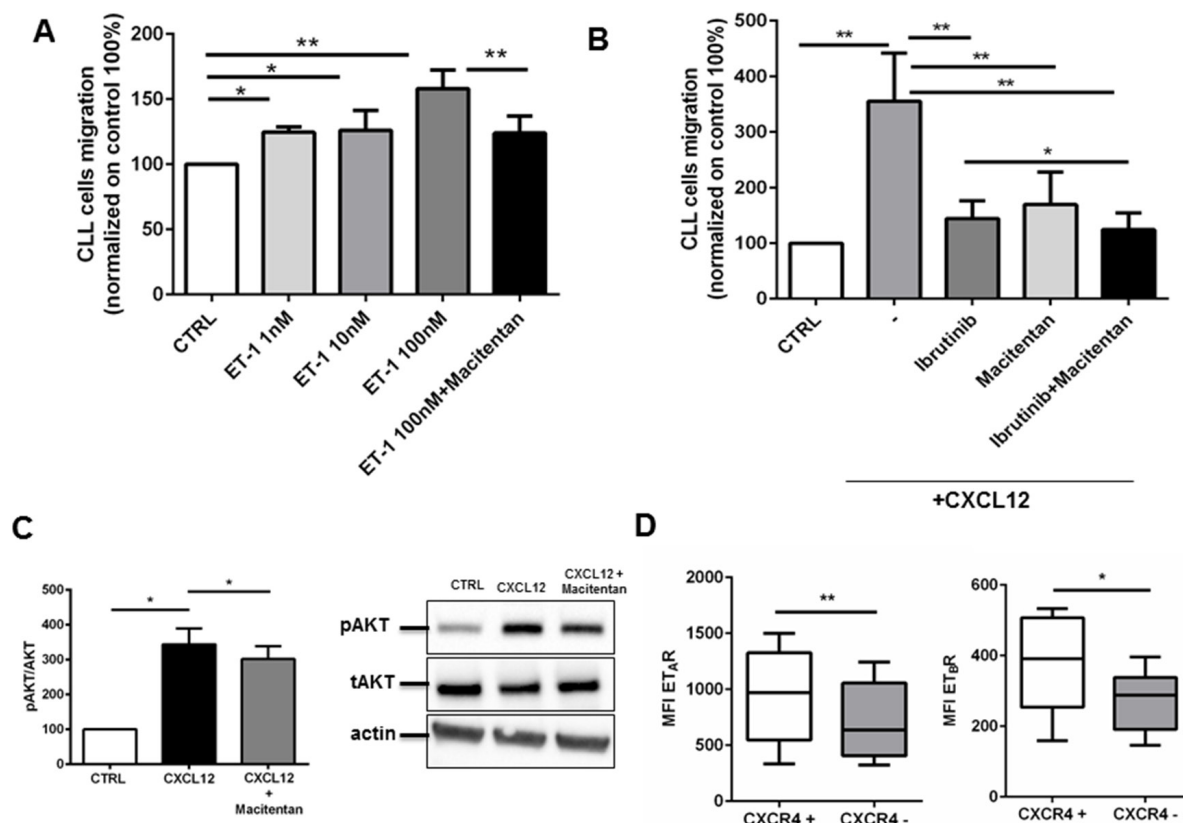 A
CLL cells migration
(normalized on control 100%)
200
150
100
50
0
*
*
**
**
CTRL
ET-1 1nM
ET-1 10nM
ET-1 100nM
ET-1 100nM+Macitentan
B
CLL cells migration
(normalized on control 100%)
500
400
300
200
100
0
**
**
**
**
*
CTRL
-
Ibrutinib
Macitentan
Ibrutinib+Macitentan
+CXCL12
C
pAKT/AKT
500
400
300
200
100
0
*
*
CTRL
CXCL12
CXCL12
+
Macitentan
CTRL
CXCL12
CXCL12 +
Macitentan
pAKT
tAKT
actin
D
MFI ETAR
2000
1500
1000
500
0
**
CXCR4 +
CXCR4 -
MFI ETBR
600
400
200
0
*
CXCR4 +
CXCR4 -